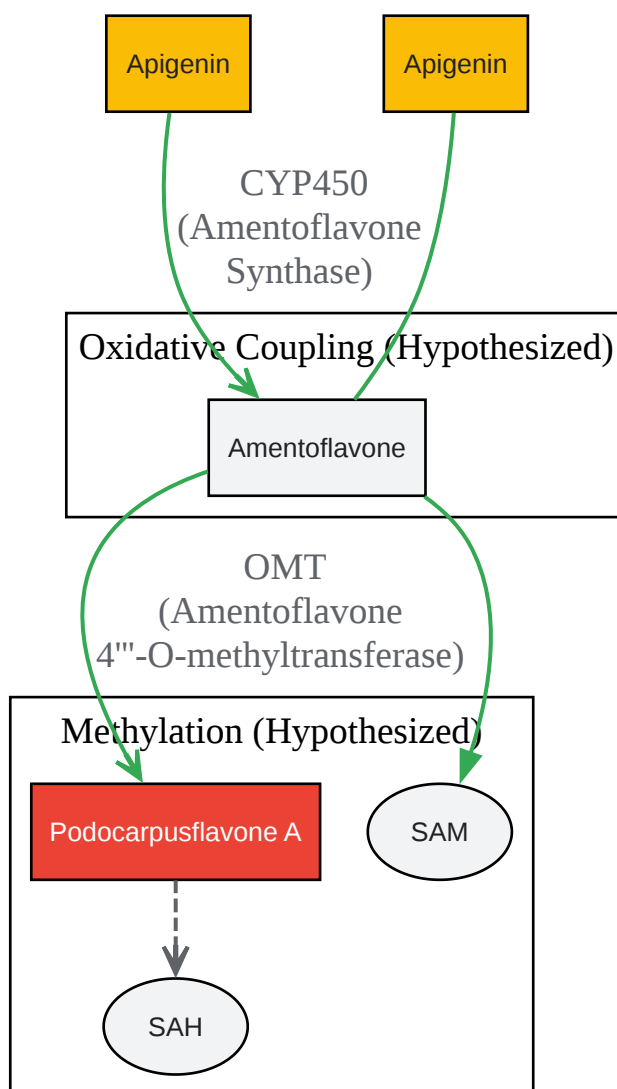 Apigenin
Apigenin
CYP450
(Amentoflavone
Synthase)
Oxidative Coupling (Hypothesized)
Amentoflavone
OMT
(Amentoflavone
4'''-O-methyltransferase)
Methylation (Hypothesized)
Podocarpusflavone A
SAM
SAH